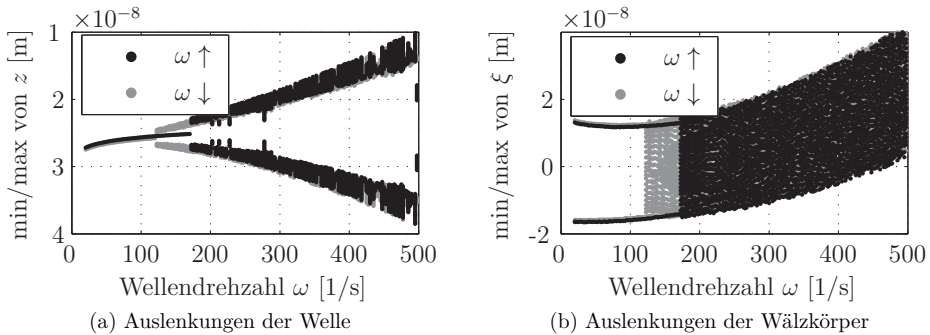 ×10⁻⁸
1
2
3
4
min/max von z [m]
ω ↑
ω ↓
0 100 200 300 400 500
Wellendrehzahl ω [1/s]
(a) Auslenkungen der Welle
×10⁻⁸
4
2
0
-2
min/max von ξ [m]
ω ↑
ω ↓
0 100 200 300 400 500
Wellendrehzahl ω [1/s]
(b) Auslenkungen der Wälzkörper